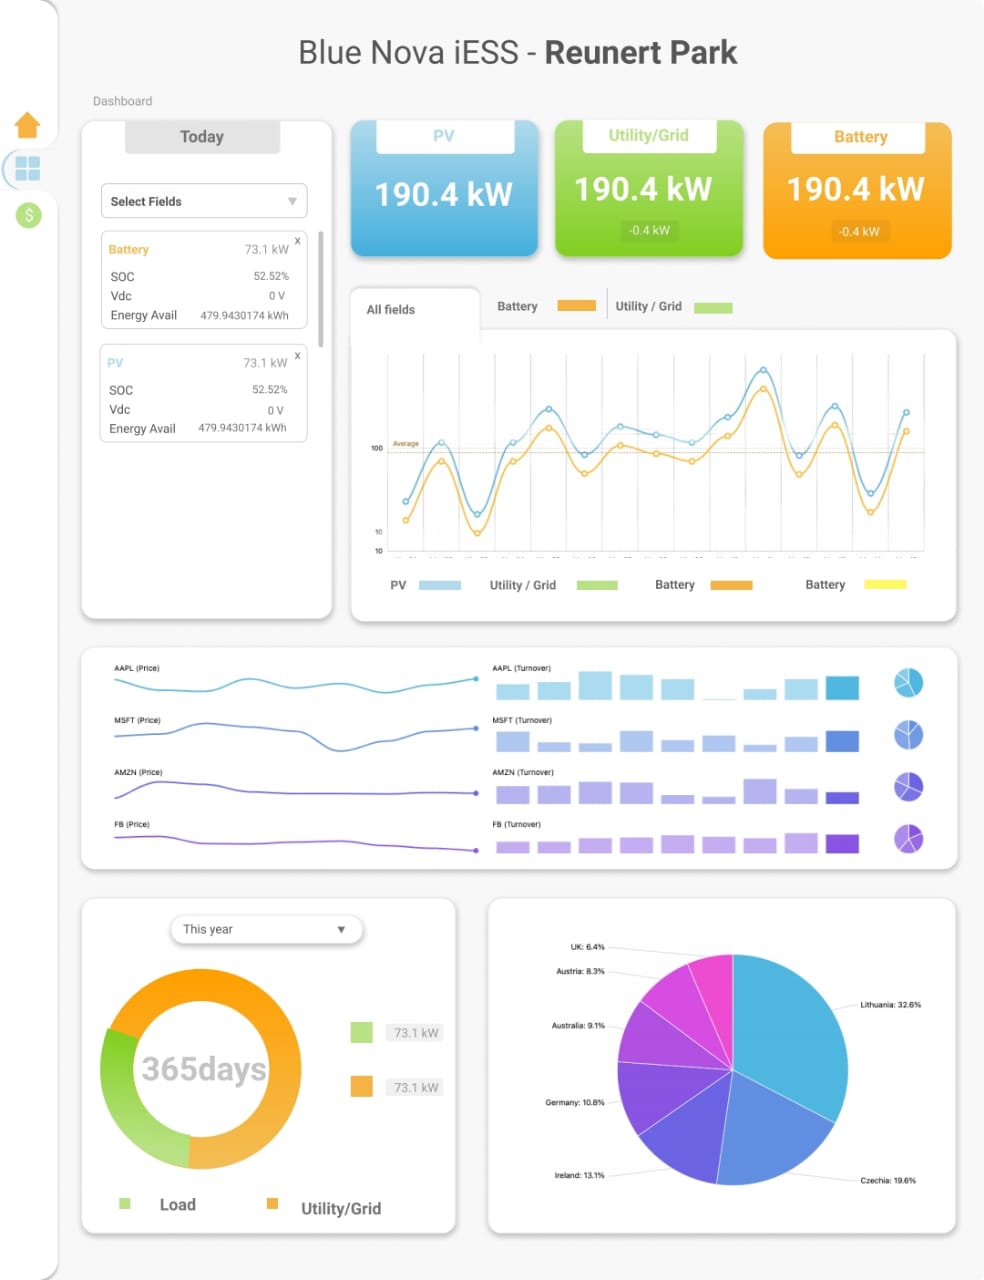 Blue Nova iESS - Reunert Park
Dashboard
Today
Select Fields
Battery 73.1 kW x
SOC 52.52%
Vdc 0 V
Energy Avail 479.9430174 kWh
PV 73.1 kW x
SOC 52.52%
Vdc 0 V
Energy Avail 479.9430174 kWh
PV
190.4 kW
Utility/Grid
190.4 kW
-0.4 kW
Battery
190.4 kW
-0.4 kW
All fields
Battery
Utility / Grid
100
Average
10
10
PV
Utility / Grid
Battery
Battery
AAPL (Price)
AAPL (Turnover)
MSFT (Price)
MSFT (Turnover)
AMZN (Price)
AMZN (Turnover)
FB (Price)
FB (Turnover)
This year
365days
73.1 kW
73.1 kW
Load
Utility/Grid
UK: 6.4%
Austria: 8.3%
Lithuania: 32.6%
Australia: 9.1%
Germany: 10.8%
Ireland: 13.1%
Czechia: 19.6%
$